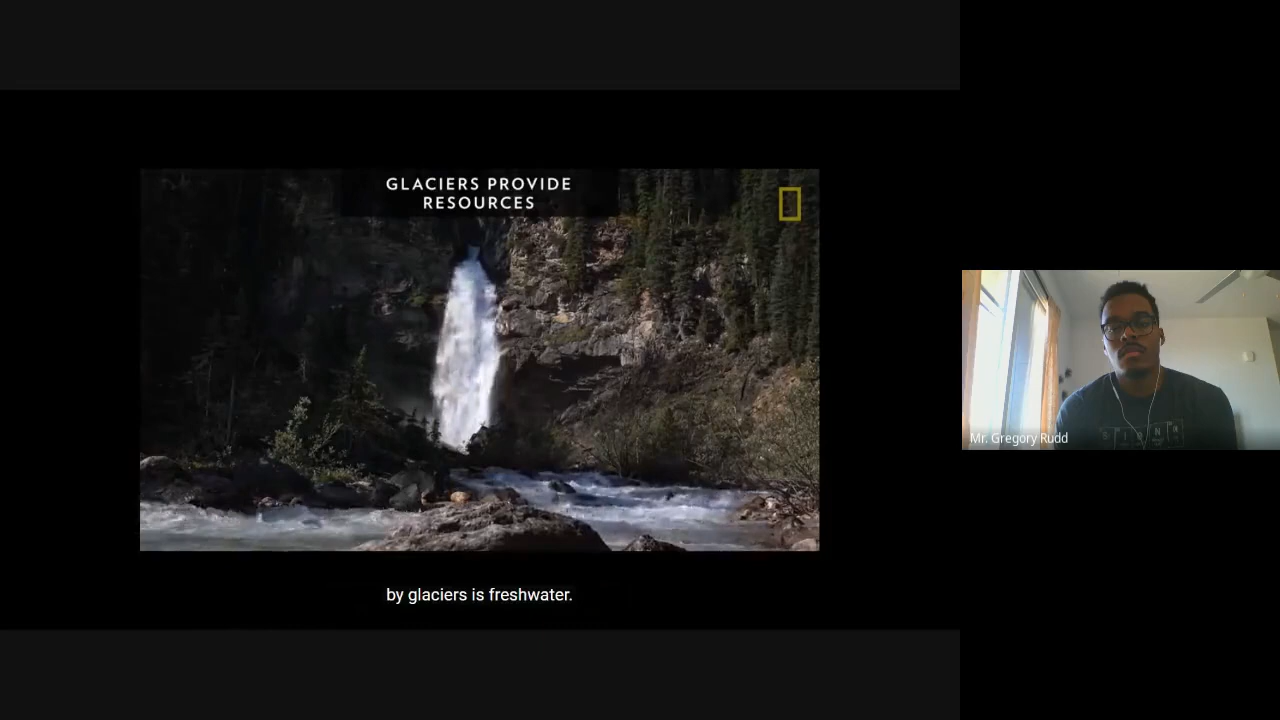 GLACIERS PROVIDE
RESOURCES
by glaciers is freshwater.
Mr. Gregory Rudd